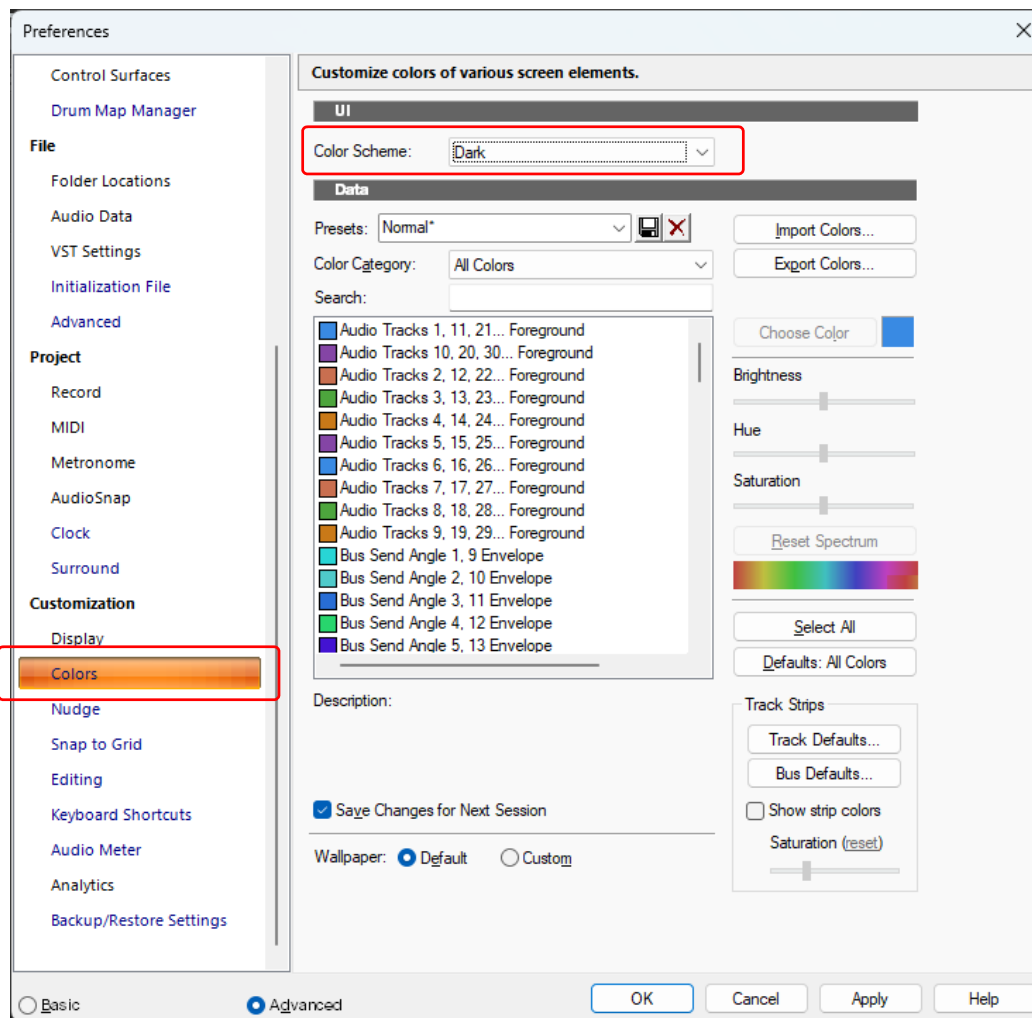 Preferences
Control Surfaces
Drum Map Manager
File
Folder Locations
Audio Data
VST Settings
Initialization File
Advanced
Project
Record
MIDI
Metronome
AudioSnap
Clock
Surround
Customization
Display
Colors
Nudge
Snap to Grid
Editing
Keyboard Shortcuts
Audio Meter
Analytics
Backup/Restore Settings
Basic
Advanced
Customize colors of various screen elements.
UI
Color Scheme: Dark
Data
Presets: Normal*
Color Category: All Colors
Search:
Audio Tracks 1, 11, 21... Foreground
Audio Tracks 10, 20, 30... Foreground
Audio Tracks 2, 12, 22... Foreground
Audio Tracks 3, 13, 23... Foreground
Audio Tracks 4, 14, 24... Foreground
Audio Tracks 5, 15, 25... Foreground
Audio Tracks 6, 16, 26... Foreground
Audio Tracks 7, 17, 27... Foreground
Audio Tracks 8, 18, 28... Foreground
Audio Tracks 9, 19, 29... Foreground
Bus Send Angle 1, 9 Envelope
Bus Send Angle 2, 10 Envelope
Bus Send Angle 3, 11 Envelope
Bus Send Angle 4, 12 Envelope
Bus Send Angle 5, 13 Envelope
Description:
Save Changes for Next Session
Wallpaper: Default Custom
Import Colors...
Export Colors...
Choose Color
Brightness
Hue
Saturation
Reset Spectrum
Select All
Defaults: All Colors
Track Strips
Track Defaults...
Bus Defaults...
Show strip colors
Saturation (reset)
OK
Cancel
Apply
Help